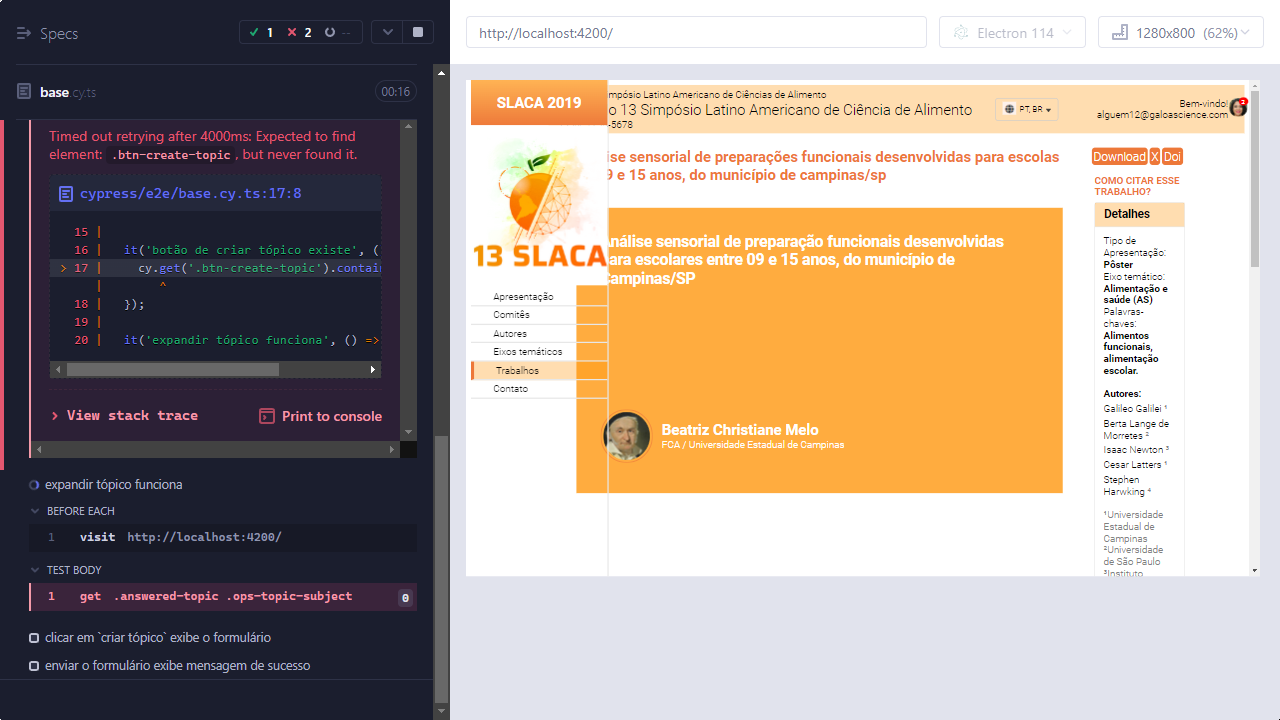 Specs
1
2
--
base.cy.ts
00:16
Timed out retrying after 4000ms: Expected to find
element: .btn-create-topic, but never found it.
cypress/e2e/base.cy.ts:17:8
15 |
16 | it('botão de criar tópico existe', (
> 17 | cy.get('.btn-create-topic').contain
| ^
18 | });
19 |
20 | it('expandir tópico funciona', () =>
View stack trace
Print to console
expandir tópico funciona
BEFORE EACH
1 visit http://localhost:4200/
TEST BODY
1 get .answered-topic .ops-topic-subject 0
clicar em `criar tópico` exibe o formulário
enviar o formulário exibe mensagem de sucesso
http://localhost:4200/
Electron 114
1280x800 (62%)
SLACA 2019
impósio Latino Americano de Ciências de Alimento
o 13 Simpósio Latino Americano de Ciência de Alimento
-5678
PT, BR
Bem-vindo!
alguem12@galoascience.com
2
13 SLACA
Apresentação
Comitês
Autores
Eixos temáticos
Trabalhos
Contato
ise sensorial de preparações funcionais desenvolvidas para escolas
9 e 15 anos, do município de campinas/sp
Análise sensorial de preparação funcionais desenvolvidas
para escolares entre 09 e 15 anos, do município de
Campinas/SP
Beatriz Christiane Melo
FCA / Universidade Estadual de Campinas
Download X Doi
COMO CITAR ESSE
TRABALHO?
Detalhes
Tipo de
Apresentação:
Pôster
Eixo temático:
Alimentação e
saúde (AS)
Palavras-
chaves:
Alimentos
funcionais,
alimentação
escolar.
Autores:
Galileo Galilei ¹
Berta Lange de
Morretes ²
Isaac Newton ³
Cesar Latters ¹
Stephen
Harwking ⁴
¹Universidade
Estadual de
Campinas
²Universidade
de São Paulo
³Instituto